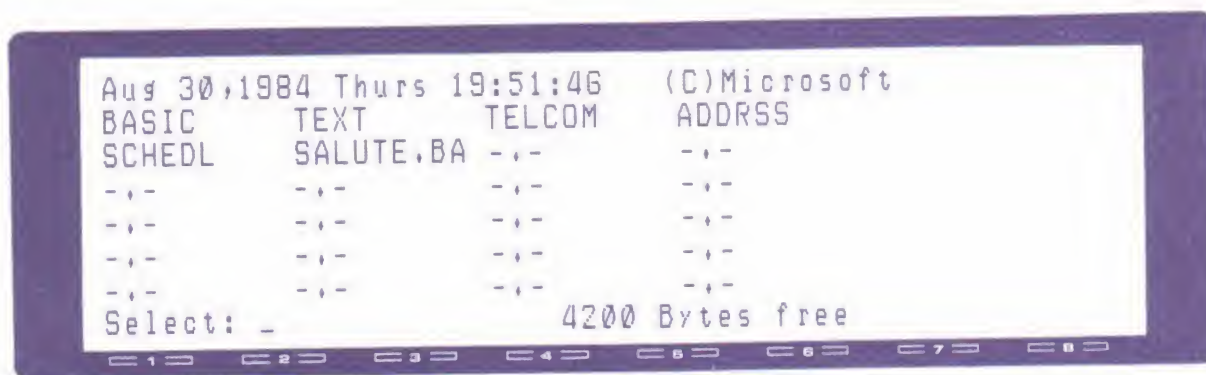 Aug 30,1984 Thurs 19:51:46 (C)Microsoft
BASIC TEXT TELCOM ADDRSS
SCHEDL SALUTE.BA -.- -.-
-.- -.- -.- -.-
-.- -.- -.- -.-
-.- -.- -.- -.-
-.- -.- -.- -.-
Select: _ 4200 Bytes free
1 2 3 4 5 6 7 8